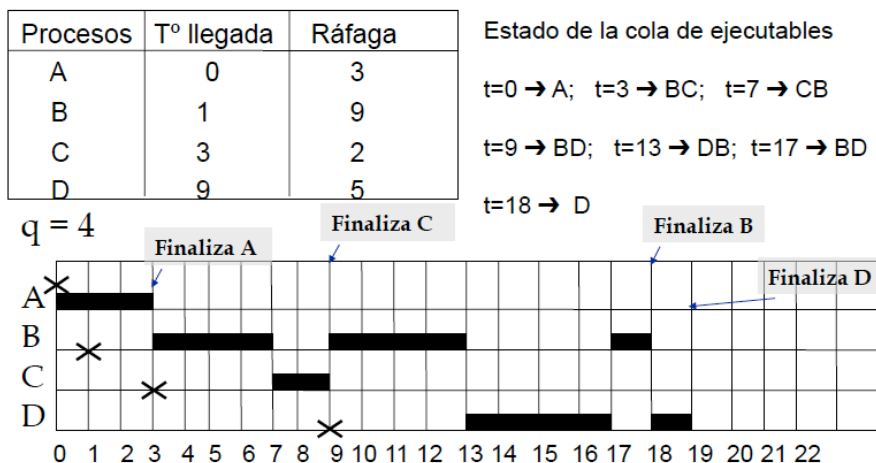 Procesos Tº llegada Ráfaga
A 0 3
B 1 9
C 3 2
D 9 5
Estado de la cola de ejecutables
t=0 ➔ A; t=3 ➔ BC; t=7 ➔ CB
t=9 ➔ BD; t=13 ➔ DB; t=17 ➔ BD
t=18 ➔ D
q = 4
Finaliza A
Finaliza C
Finaliza B
Finaliza D
A
B
C
D
0 1 2 3 4 5 6 7 8 9 10 11 12 13 14 15 16 17 18 19 20 21 22